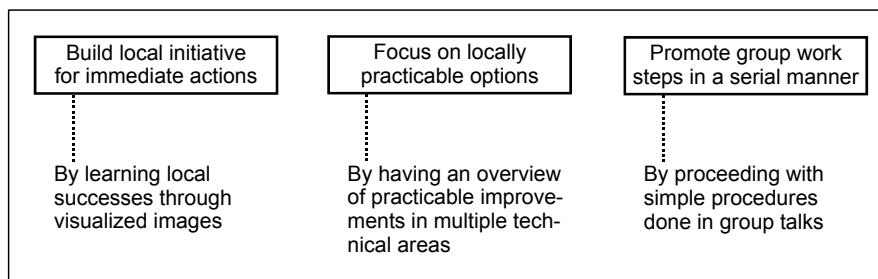 Build local initiative
for immediate actions
Focus on locally
practicable options
Promote group work
steps in a serial manner
By learning local
successes through
visualized images
By having an overview
of practicable improve-
ments in multiple tech-
nical areas
By proceeding with
simple procedures
done in group talks